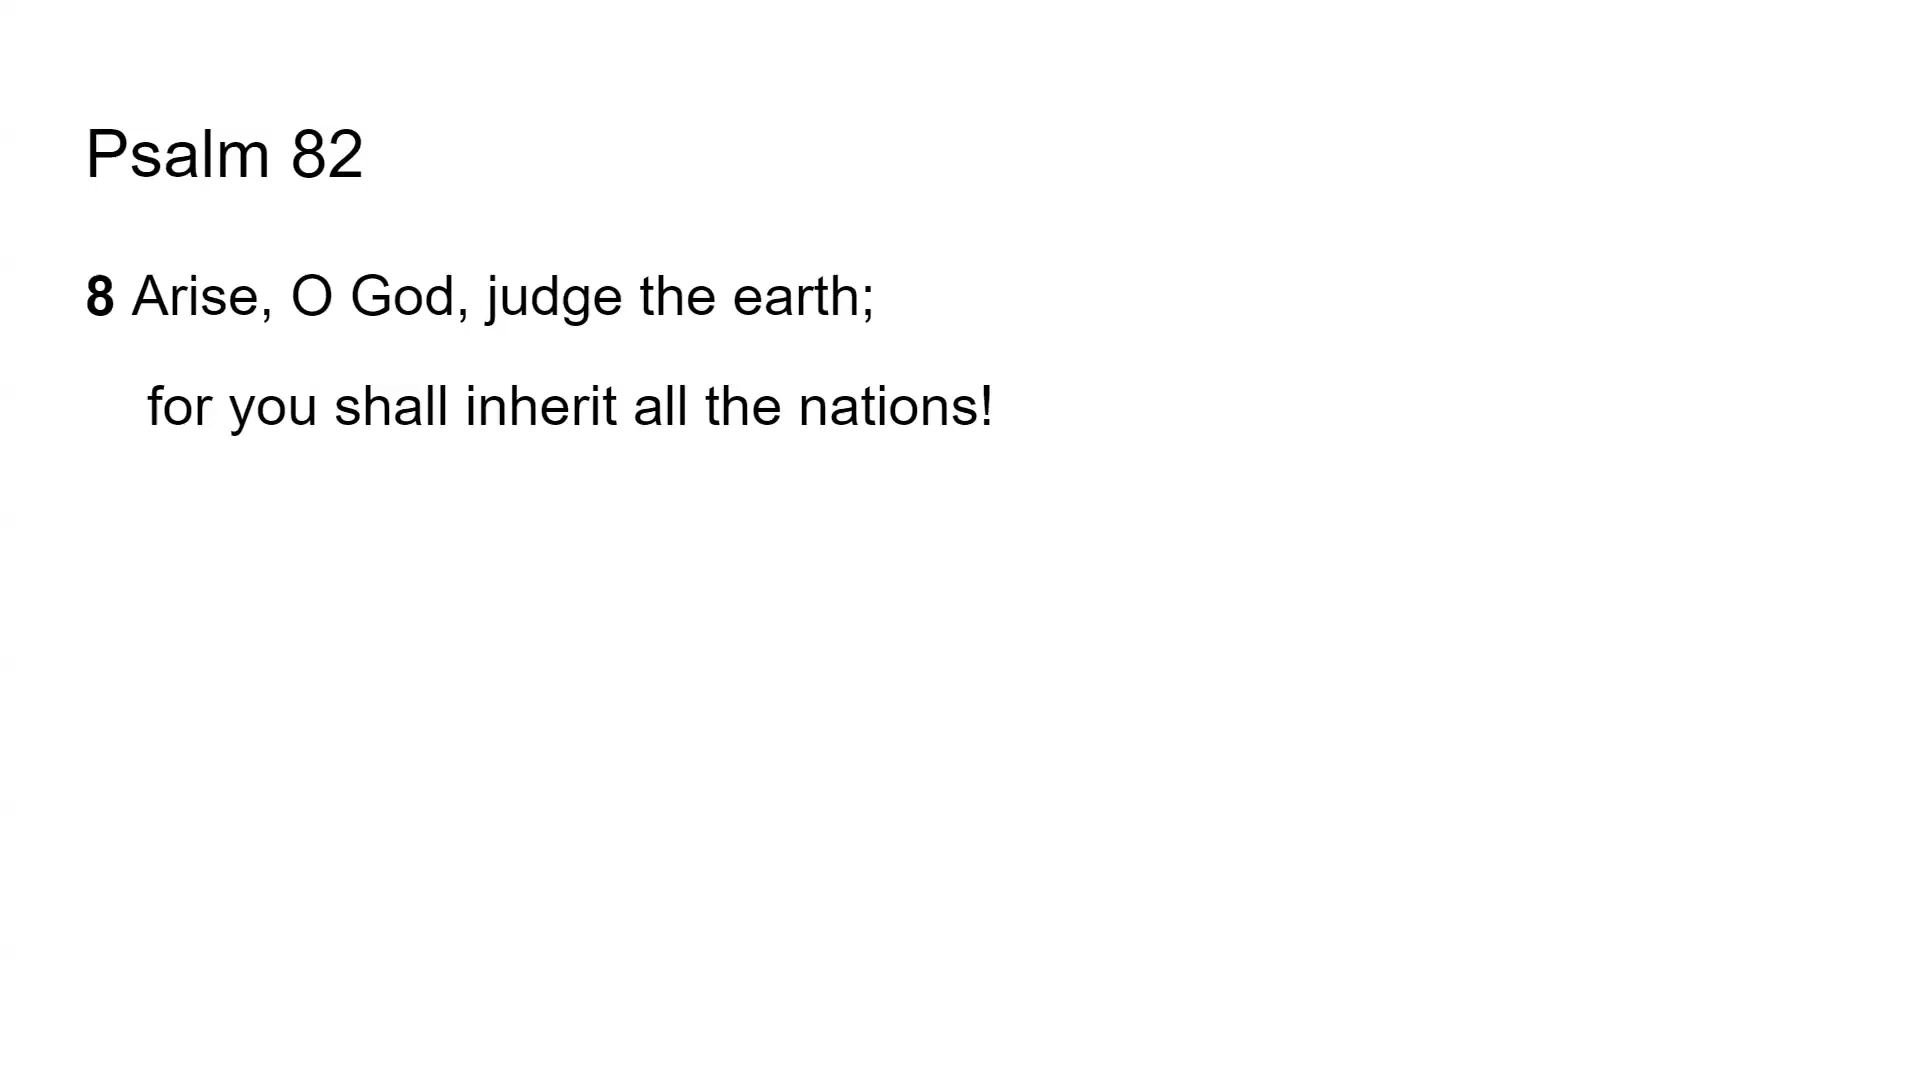 Psalm 82
8 Arise, O God, judge the earth;
for you shall inherit all the nations!